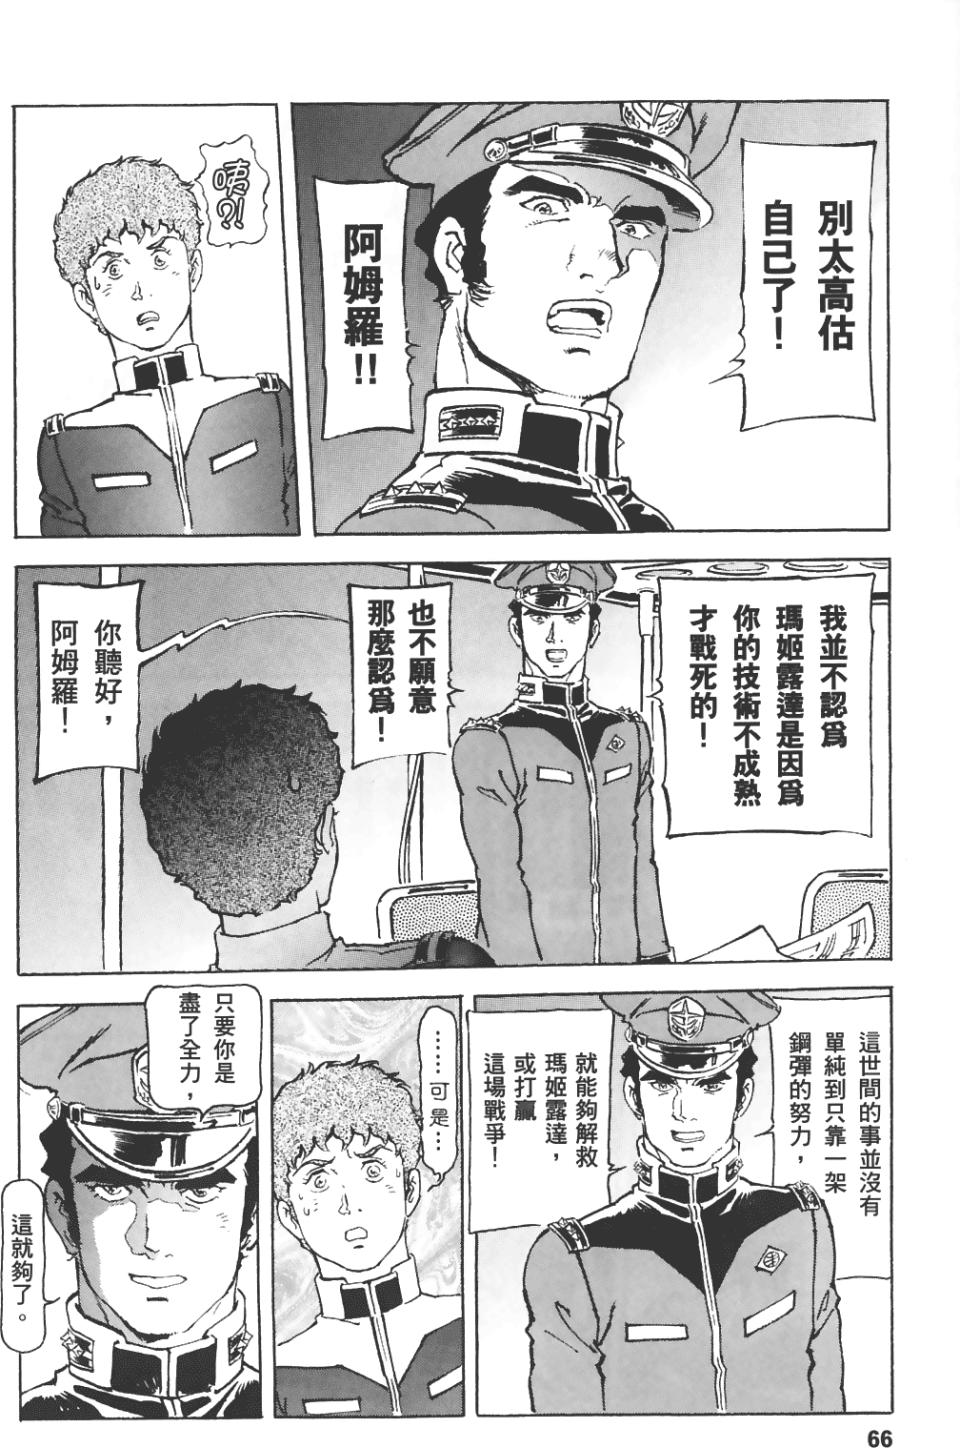 別太高估
自己了！
阿姆羅!!
咦?!
我並不認為
瑪姬露達是因為
你的技術不成熟
才戰死的！
也不願意
那麼認為！
你聽好，
阿姆羅！
這世間的事並沒有
單純到只靠一架
鋼彈的努力，
就能夠解救
瑪姬露達，
或打贏
這場戰爭！
……可是…
只要你是
盡了全力，
這就夠了。
66